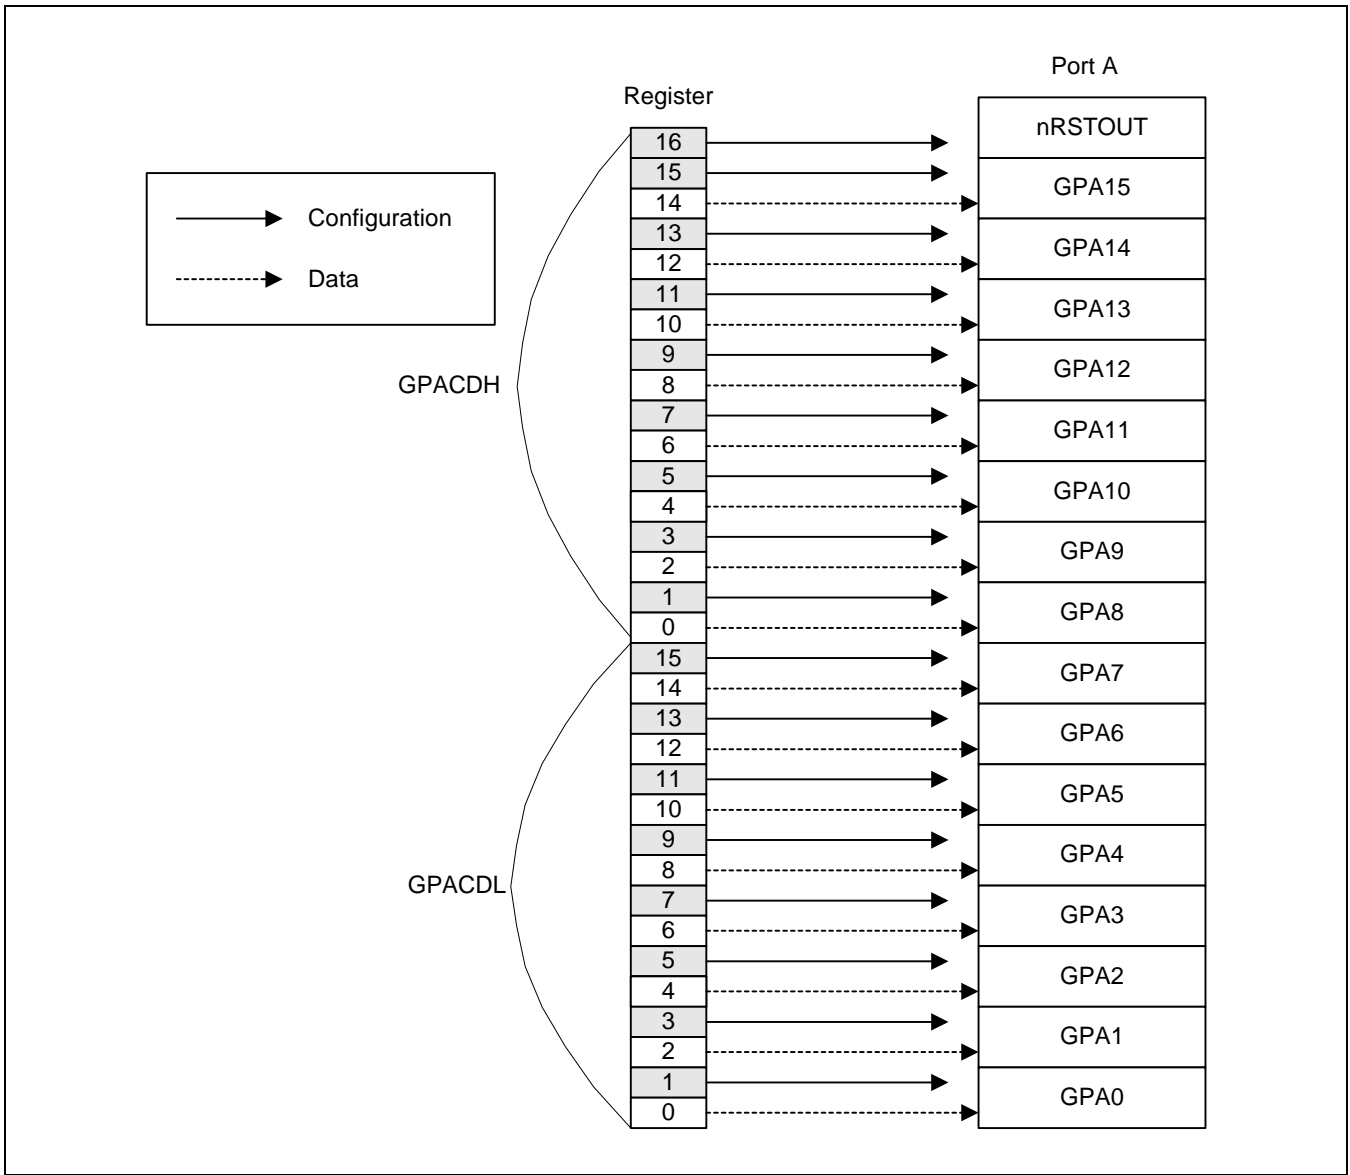 Port A
Register
nRSTOUT
16
15
GPA15
14
Configuration
13
GPA14
12
Data
11
GPA13
10
9
GPA12
GPACDH
8
7
GPA11
6
5
GPA10
4
3
GPA9
2
1
GPA8
0
15
GPA7
14
13
GPA6
12
11
GPA5
10
9
GPA4
8
GPACDL
7
GPA3
6
5
GPA2
4
3
GPA1
2
1
GPA0
0